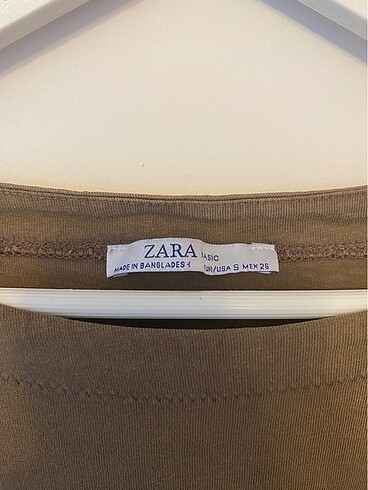 ZARA BASIC
MADE IN BANGLADESH EUR/USA S MEX 26